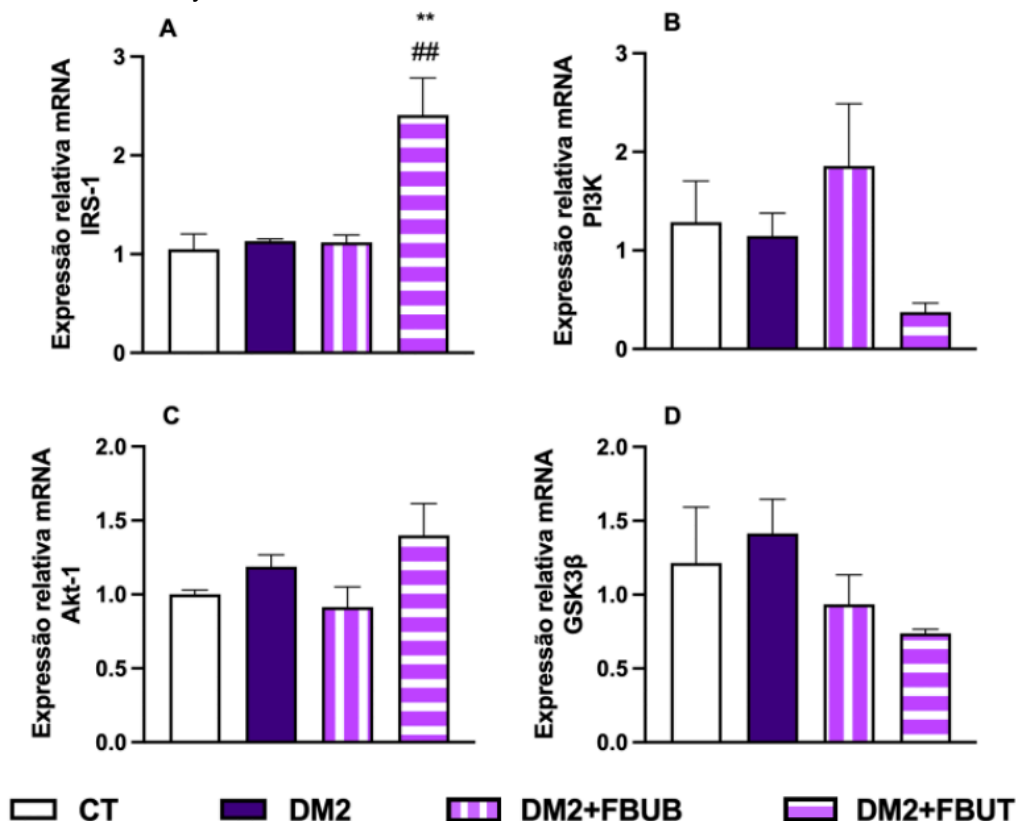 A
**
##
Expressão relativa mRNA
IRS-1
3
2
1
0
B
Expressão relativa mRNA
PI3K
3
2
1
0
C
Expressão relativa mRNA
Akt-1
2.0
1.5
1.0
0.5
0.0
D
Expressão relativa mRNA
GSK3β
2.0
1.5
1.0
0.5
0.0
CT DM2 DM2+FBUB DM2+FBUT